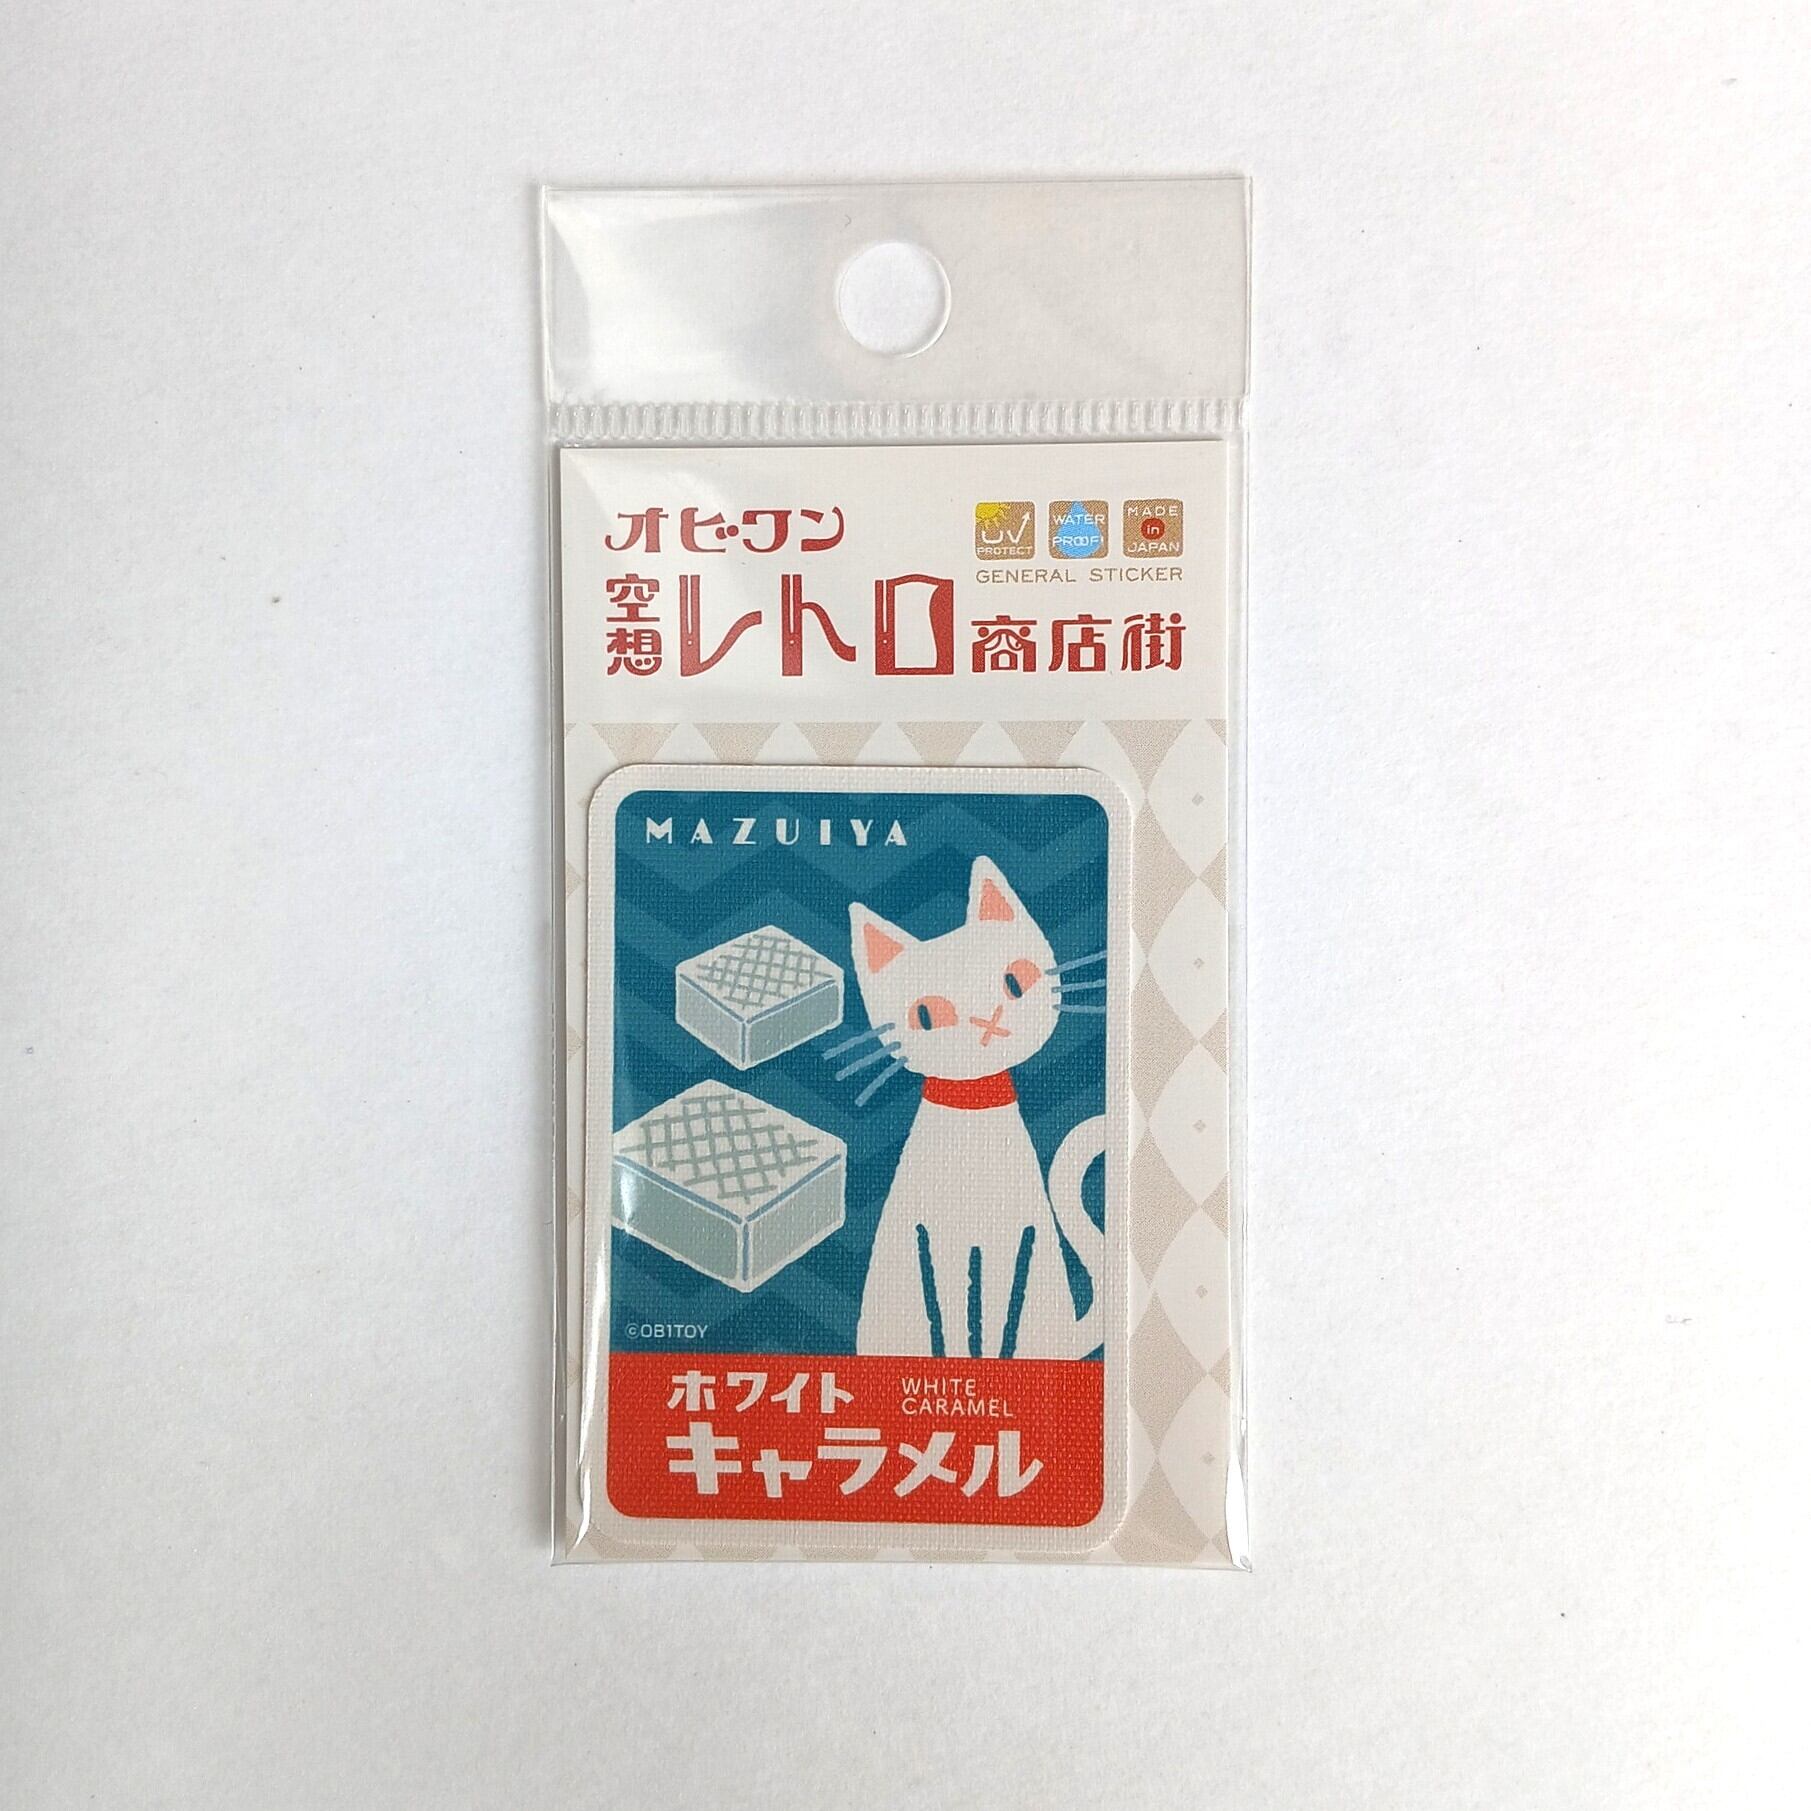 オビワン
UV
PROTECT
WATER
PROOF!
MADE
in
JAPAN
GENERAL STICKER
空想レトロ商店街
MAZUIYA
©OB1TOY
ホワイト
WHITE
CARAMEL
キャラメル